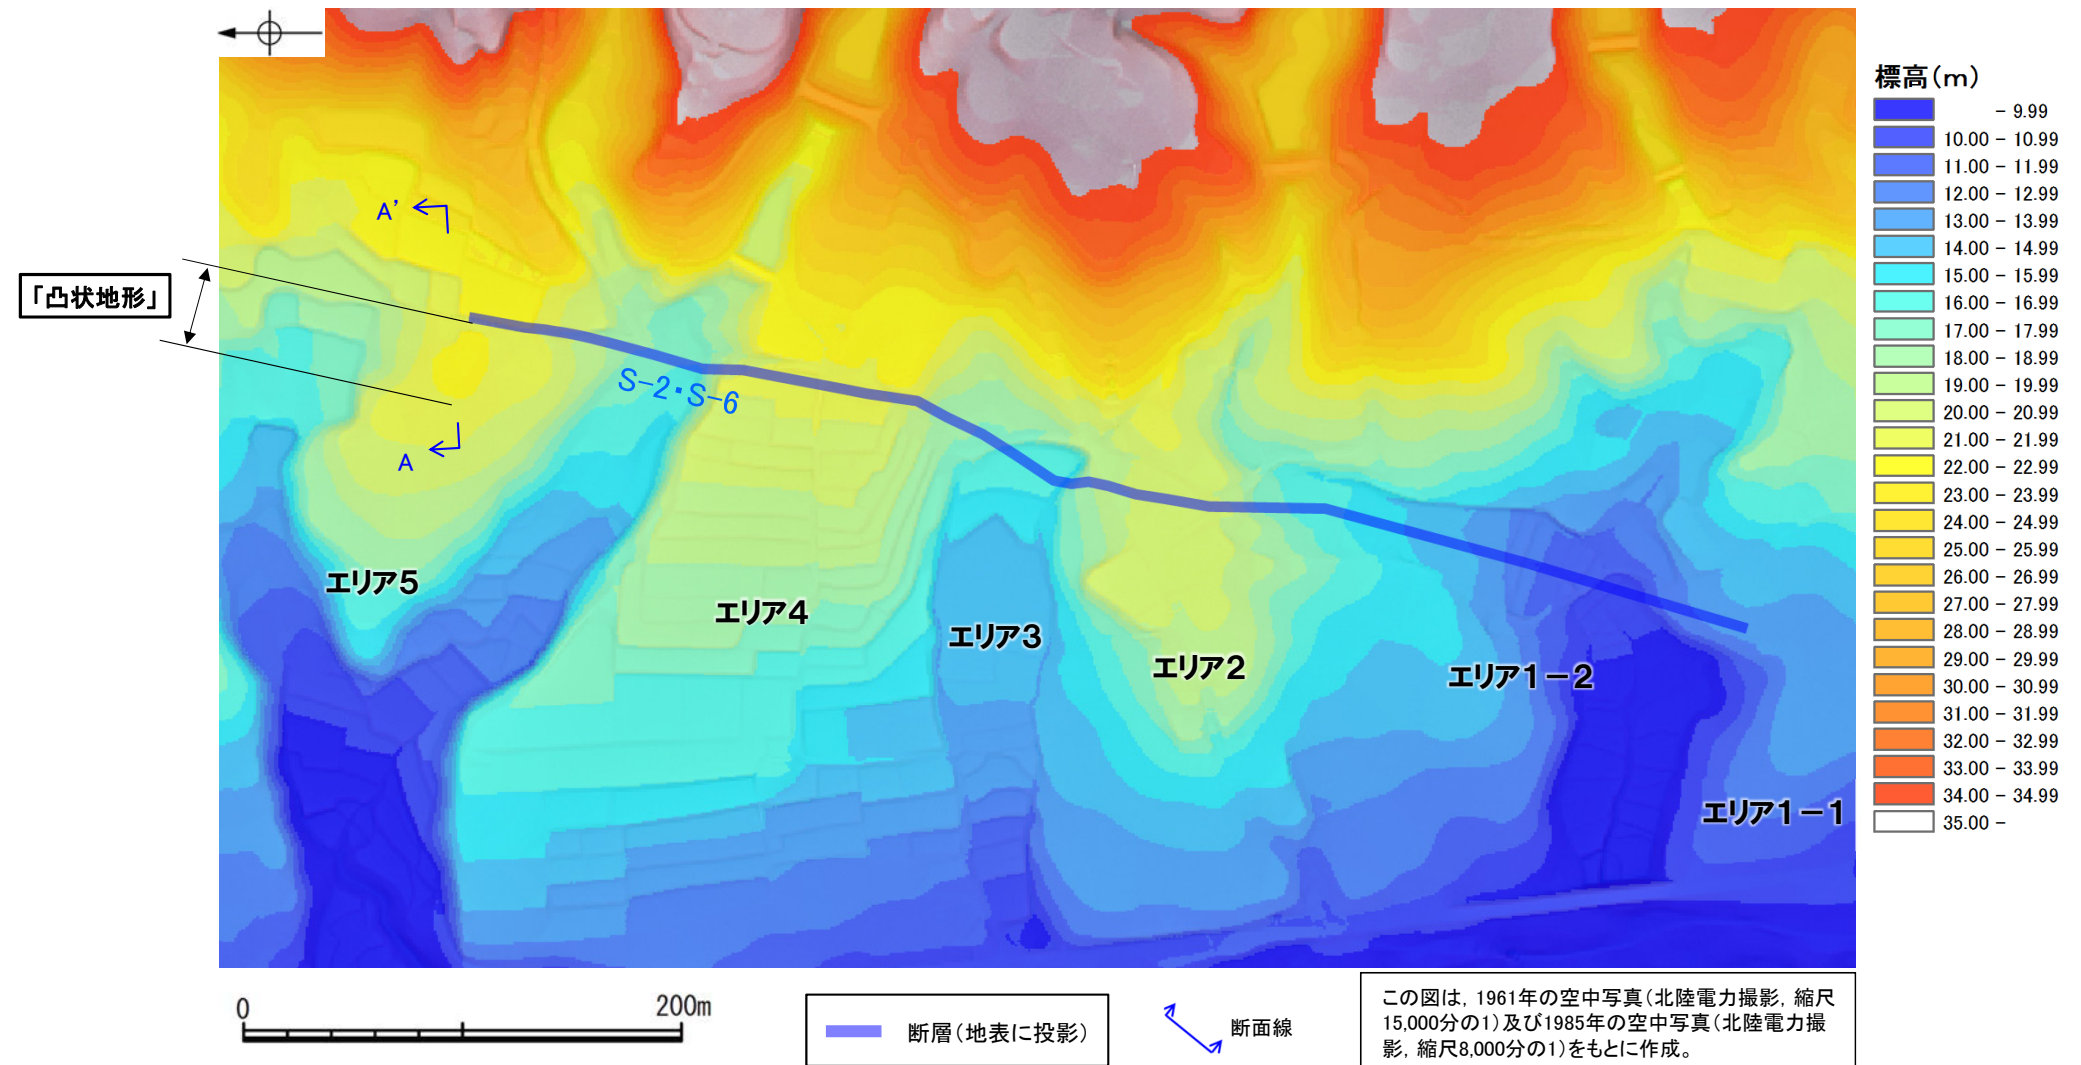 標高(m)
- 9.99
10.00 - 10.99
11.00 - 11.99
12.00 - 12.99
13.00 - 13.99
14.00 - 14.99
15.00 - 15.99
16.00 - 16.99
17.00 - 17.99
18.00 - 18.99
19.00 - 19.99
20.00 - 20.99
21.00 - 21.99
22.00 - 22.99
23.00 - 23.99
24.00 - 24.99
25.00 - 25.99
26.00 - 26.99
27.00 - 27.99
28.00 - 28.99
29.00 - 29.99
30.00 - 30.99
31.00 - 31.99
32.00 - 32.99
33.00 - 33.99
34.00 - 34.99
35.00 -
A'
「凸状地形」
S-2・S-6
A
エリア5
エリア4
エリア3
エリア2
エリア1-2
エリア1-1
0 200m
断層(地表に投影)
断面線
この図は, 1961年の空中写真(北陸電力撮影, 縮尺
15,000分の1)及び1985年の空中写真(北陸電力撮
影, 縮尺8,000分の1)をもとに作成。